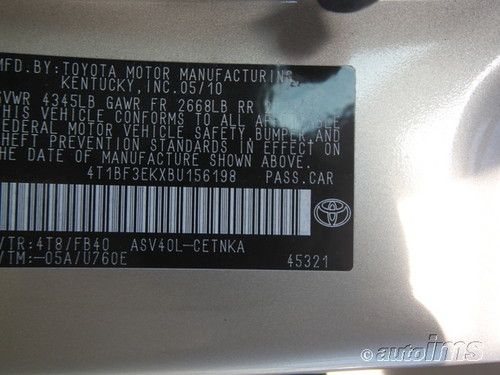 MFD.BY:TOYOTA MOTOR MANUFACTURING,
KENTUCKY, INC.05/10
GVWR 4345LB GAWR FR 2668LB RR
THIS VEHICLE CONFORMS TO ALL
FEDERAL MOTOR VEHICLE SAFETY,BUMPER,AND
THEFT PREVENTION STANDARDS IN EFFECT
DATE OF MANUFACTURE SHOWN ABOVE.
4T1BF3EKXBU156198 PASS.CAR
C/TR:4T8/FB40 ASV40L-CETNKA
A/TM:-05A/U760E 45321
© autoims